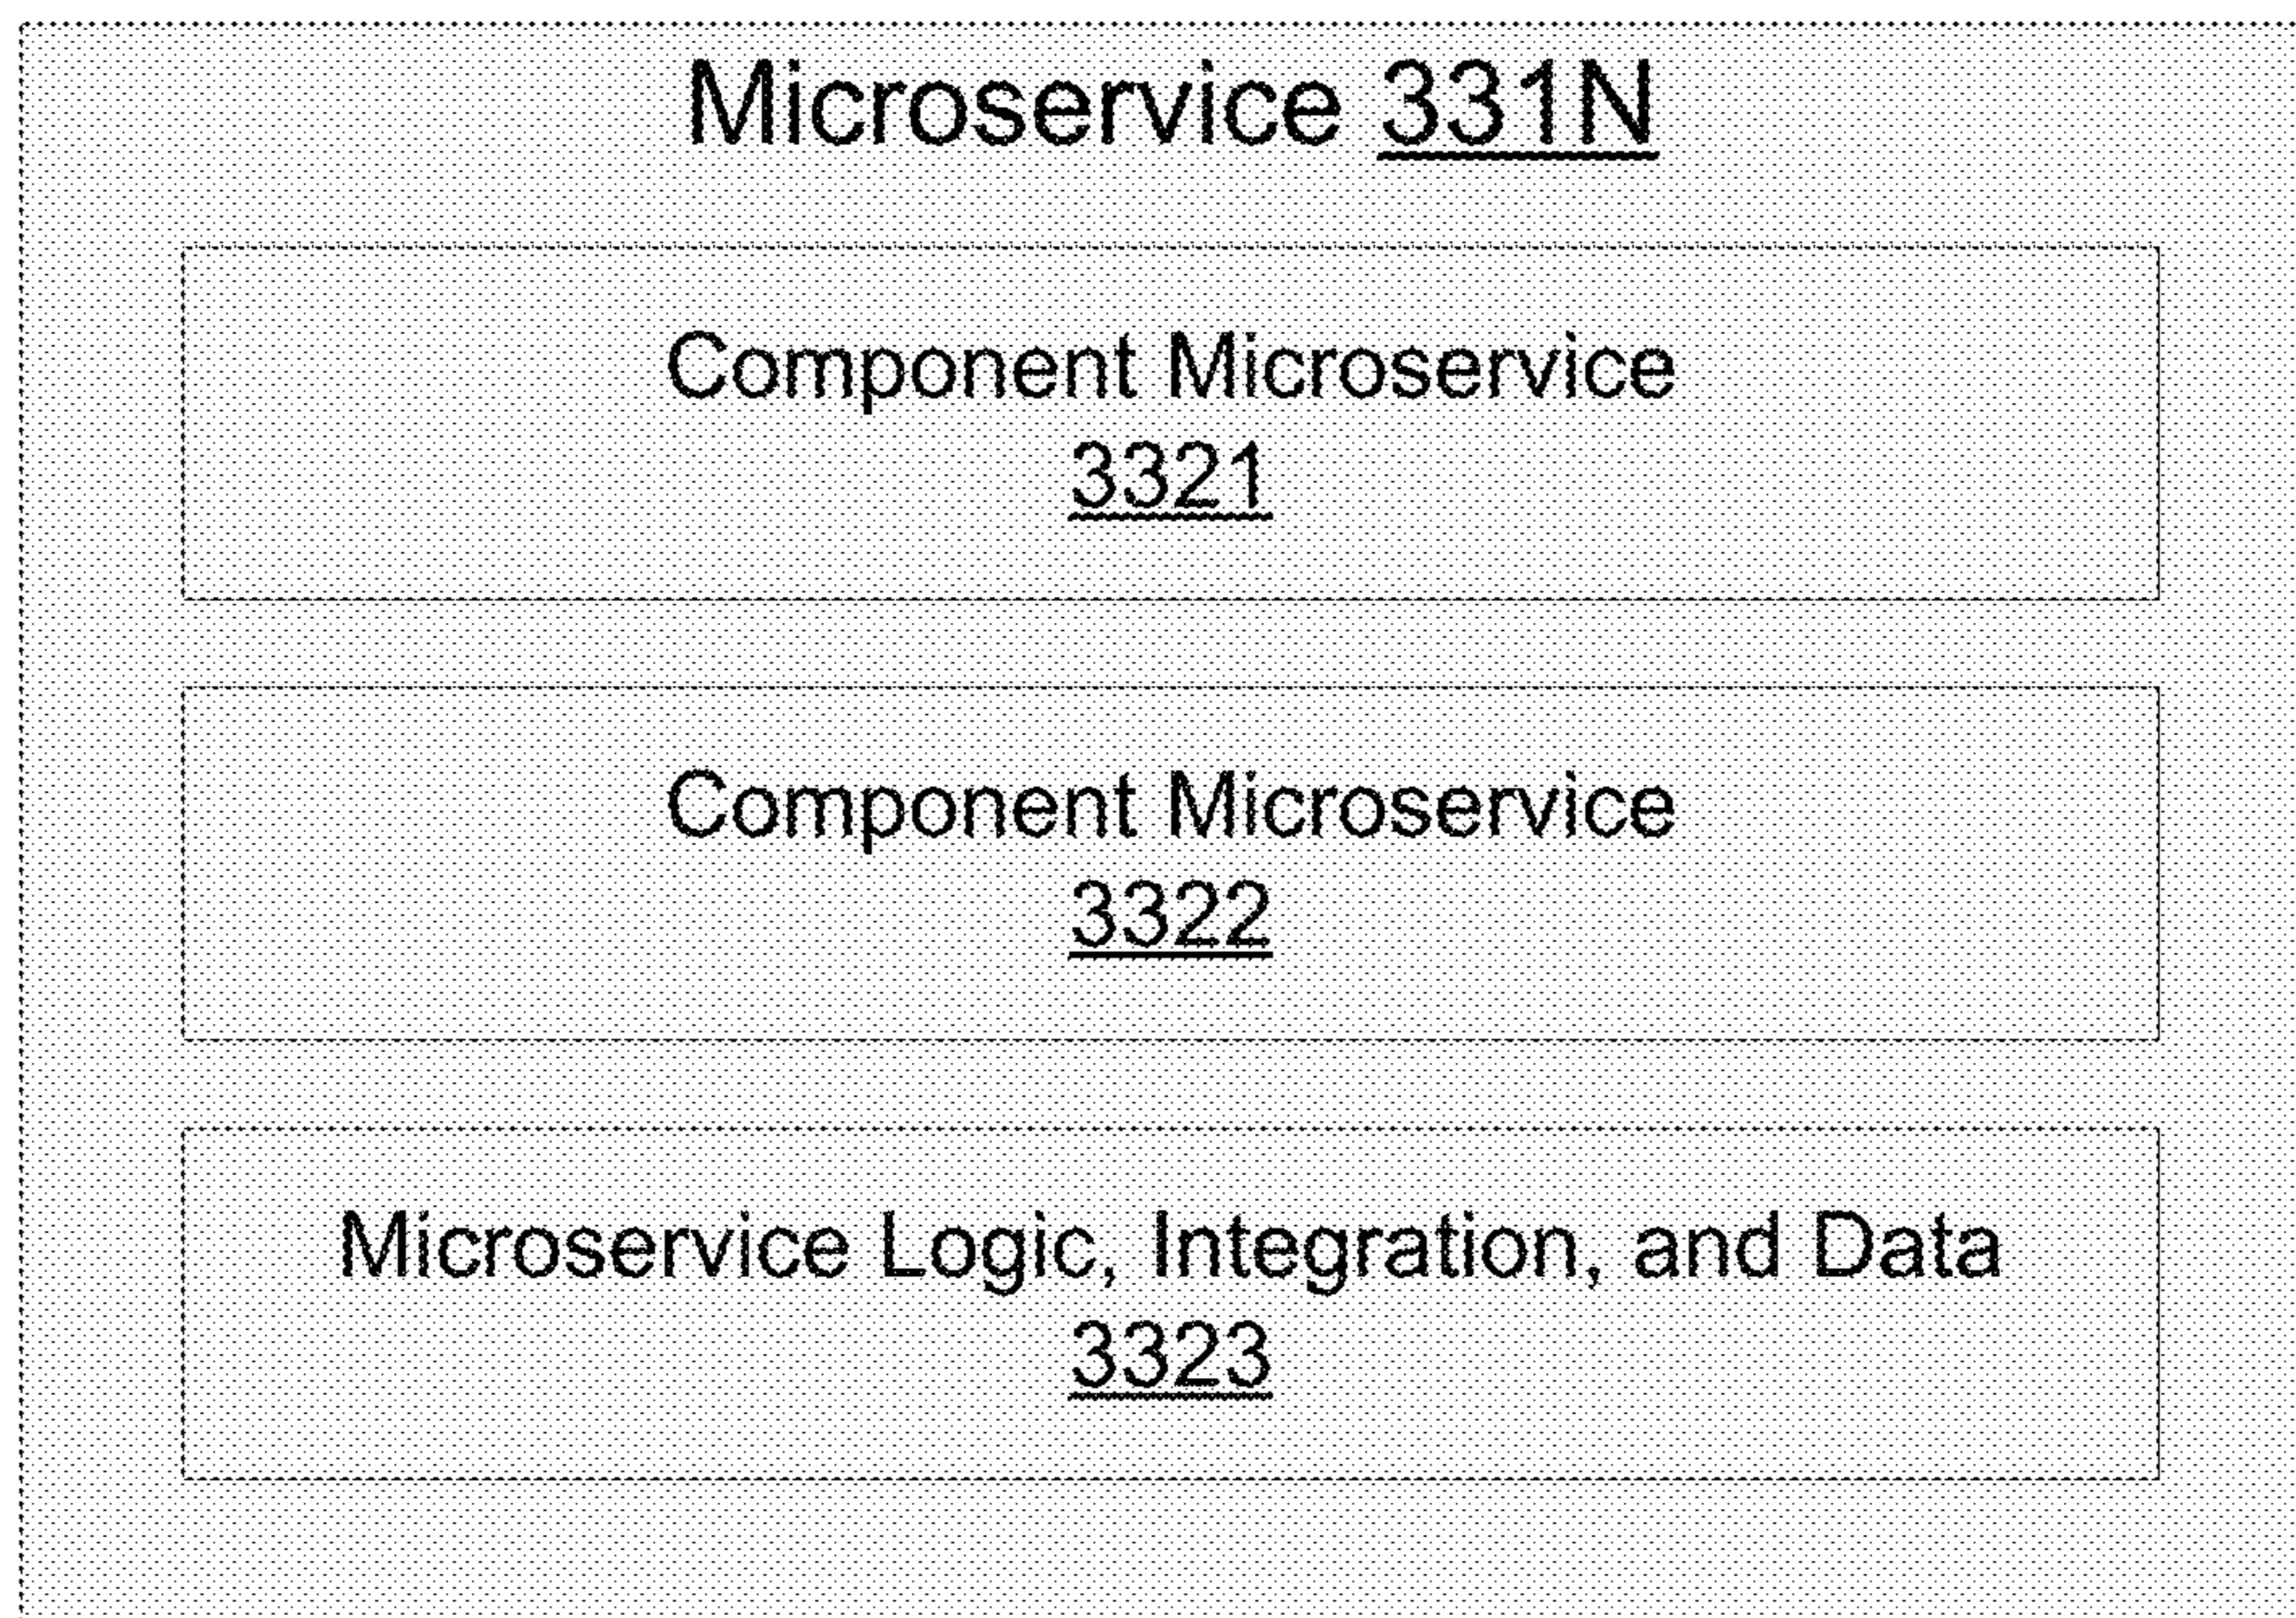 Microservice 331N
Component Microservice
3321
Component Microservice
3322
Microservice Logic, Integration, and Data
3323